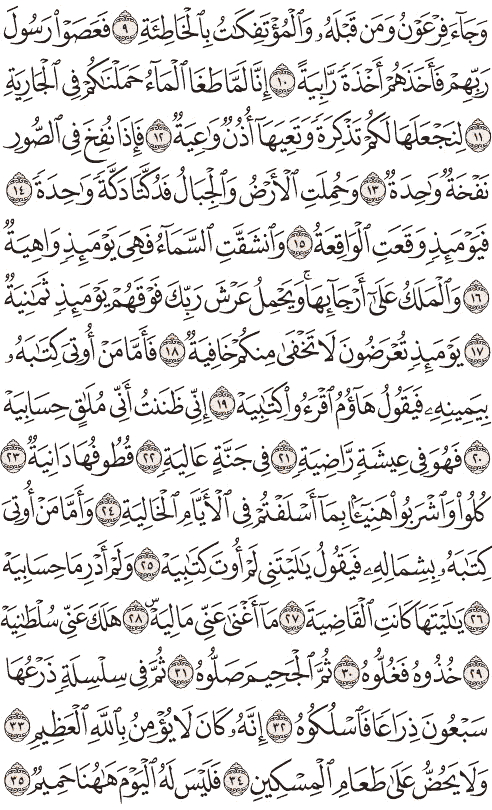 وَجَآءَ فِرْعَوْنُ وَمَن قَبْلَهُۥ وَٱلْمُؤْتَفِكَٰتُ بِٱلْخَاطِئَةِ ٩ فَعَصَوْا۟ رَسُولَ
رَبِّهِمْ فَأَخَذَهُمْ أَخْذَةً رَّابِيَةً ١٠ إِنَّا لَمَّا طَغَا ٱلْمَآءُ حَمَلْنَٰكُمْ فِى ٱلْجَارِيَةِ
١١ لِنَجْعَلَهَا لَكُمْ تَذْكِرَةً وَتَعِيَهَآ أُذُنٌ وَٰعِيَةٌ ١٢ فَإِذَا نُفِخَ فِى ٱلصُّورِ
نَفْخَةٌ وَٰحِدَةٌ ١٣ وَحُمِلَتِ ٱلْأَرْضُ وَٱلْجِبَالُ فَدُكَّتَا دَكَّةً وَٰحِدَةً ١٤
فَيَوْمَئِذٍ وَقَعَتِ ٱلْوَاقِعَةُ ١٥ وَٱنشَقَّتِ ٱلسَّمَآءُ فَهِىَ يَوْمَئِذٍ وَاهِيَةٌ
١٦ وَٱلْمَلَكُ عَلَىٰٓ أَرْجَآئِهَا ۚ وَيَحْمِلُ عَرْشَ رَبِّكَ فَوْقَهُمْ يَوْمَئِذٍ ثَمَٰنِيَةٌ
١٧ يَوْمَئِذٍ تُعْرَضُونَ لَا تَخْفَىٰ مِنكُمْ خَافِيَةٌ ١٨ فَأَمَّا مَنْ أُوتِىَ كِتَٰبَهُۥ
بِيَمِينِهِۦ فَيَقُولُ هَآؤُمُ ٱقْرَءُوا۟ كِتَٰبِيَهْ ١٩ إِنِّى ظَنَنتُ أَنِّى مُلَٰقٍ حِسَابِيَهْ
٢٠ فَهُوَ فِى عِيشَةٍ رَّاضِيَةٍ ٢١ فِى جَنَّةٍ عَالِيَةٍ ٢٢ قُطُوفُهَا دَانِيَةٌ ٢٣
كُلُوا۟ وَٱشْرَبُوا۟ هَنِيٓـًٔۢا بِمَآ أَسْلَفْتُمْ فِى ٱلْأَيَّامِ ٱلْخَالِيَةِ ٢٤ وَأَمَّا مَنْ أُوتِىَ
كِتَٰبَهُۥ بِشِمَالِهِۦ فَيَقُولُ يَٰلَيْتَنِى لَمْ أُوتَ كِتَٰبِيَهْ ٢٥ وَلَمْ أَدْرِ مَا حِسَابِيَهْ
٢٦ يَٰلَيْتَهَا كَانَتِ ٱلْقَاضِيَةَ ٢٧ مَآ أَغْنَىٰ عَنِّى مَالِيَهْ ۜ ٢٨ هَلَكَ عَنِّى سُلْطَٰنِيَهْ
٢٩ خُذُوهُ فَغُلُّوهُ ٣٠ ثُمَّ ٱلْجَحِيمَ صَلُّوهُ ٣١ ثُمَّ فِى سِلْسِلَةٍ ذَرْعُهَا
سَبْعُونَ ذِرَاعًا فَٱسْلُكُوهُ ٣٢ إِنَّهُۥ كَانَ لَا يُؤْمِنُ بِٱللَّهِ ٱلْعَظِيمِ ٣٣
وَلَا يَحُضُّ عَلَىٰ طَعَامِ ٱلْمِسْكِينِ ٣٤ فَلَيْسَ لَهُ ٱلْيَوْمَ هَٰهُنَا حَمِيمٌ ٣٥